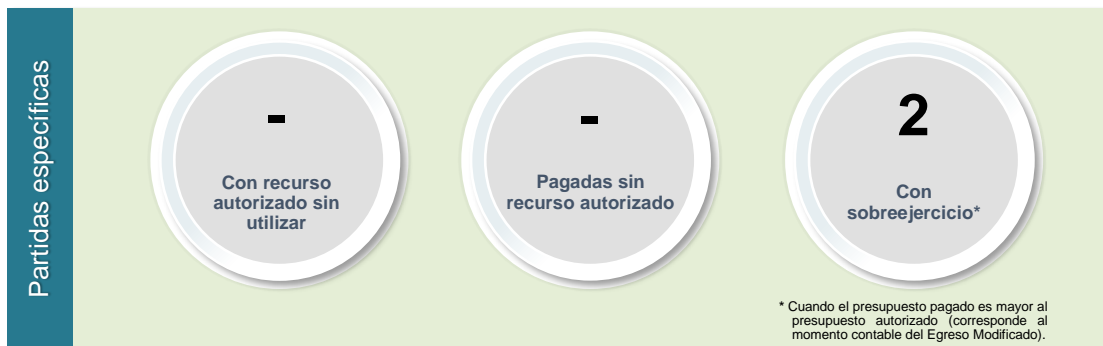 Partidas específicas
-
Con recurso
autorizado sin
utilizar
-
Pagadas sin
recurso autorizado
2
Con
sobreejercicio*
* Cuando el presupuesto pagado es mayor al
presupuesto autorizado (corresponde al
momento contable del Egreso Modificado).